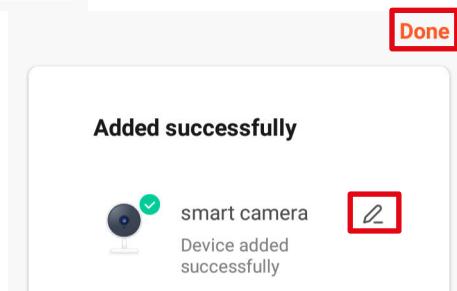 Done
Added successfully
smart camera
Device added
successfully